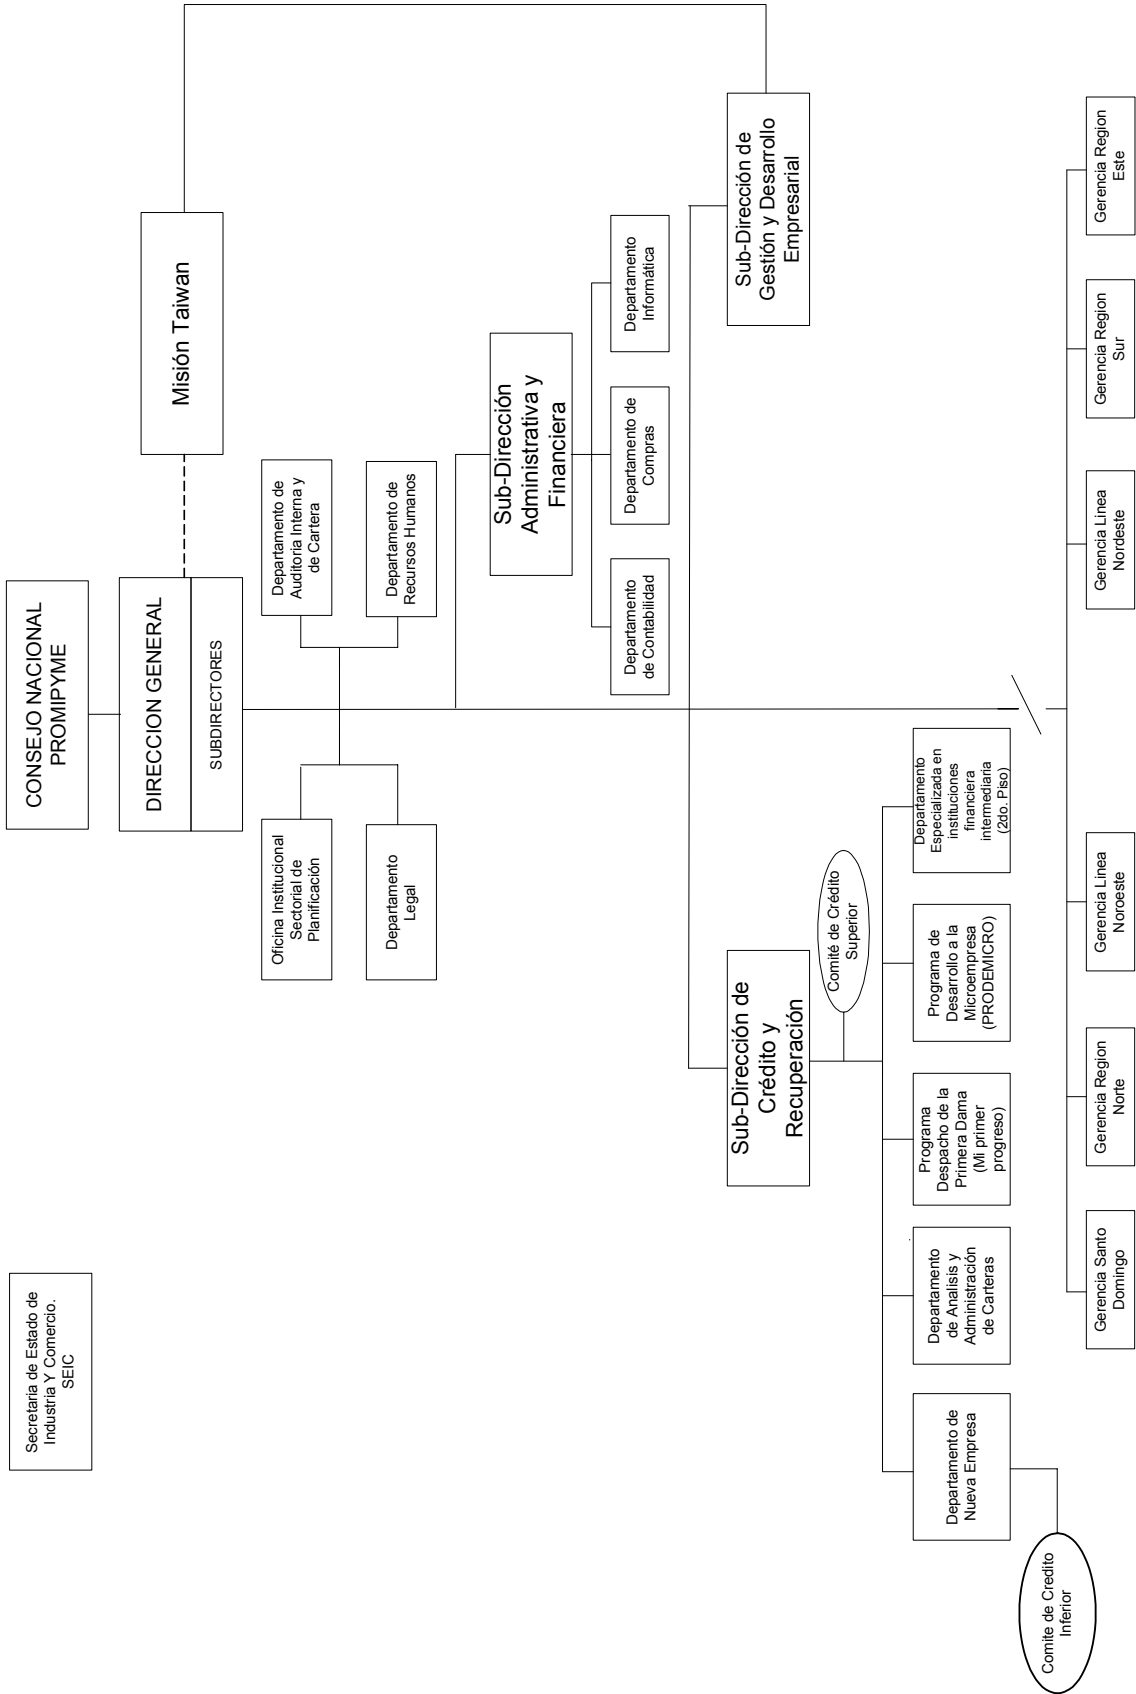 Secretaria de Estado de
Industria Y Comercio.
SEIC
CONSEJO NACIONAL
PROMIPYME
DIRECCION GENERAL
SUBDIRECTORES
Misión Taiwan
Oficina Institucional
Sectorial de
Planificación
Departamento de
Auditoria Interna y
de Cartera
Departamento
Legal
Departamento de
Recursos Humanos
Sub-Dirección
Administrativa y
Financiera
Departamento
de Contabilidad
Departamento de
Compras
Departamento
Informática
Sub-Dirección de
Crédito y
Recuperación
Sub-Dirección de
Gestión y Desarrollo
Empresarial
Comité de Crédito
Superior
Departamento de
Nueva Empresa
Departamento
de Analisis y
Administración
de Carteras
Programa
Despacho de la
Primera Dama
(Mi primer
progreso)
Programa de
Desarrollo a la
Microempresa
(PRODEMICRO)
Departamento
Especializada en
instituciones
financiera
intermediaria
(2do. Piso)
Comite de Credito
Inferior
Gerencia Santo
Domingo
Gerencia Region
Norte
Gerencia Linea
Noroeste
Gerencia Linea
Nordeste
Gerencia Region
Sur
Gerencia Region
Este